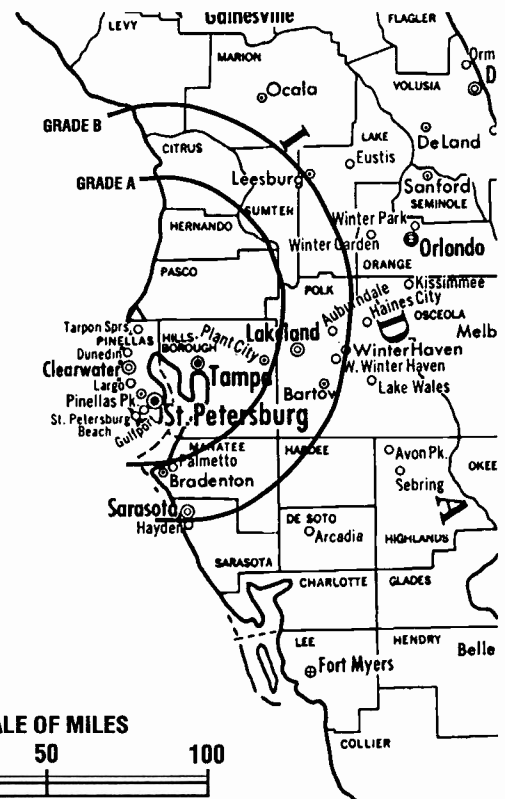 Gainesville
FLAGLER
LEVY
MARION
Orm
D
VOLUSIA
Ocala
GRADE B
I
LAKE
DeLand
CITRUS
Eustis
Leesburg
GRADE A
Sanford
SEMINOLE
SUMTER
Winter Park
HERNANDO
Winter Garden
Orlando
ORANGE
PASCO
POLK
Kissimmee
Auburndale
Haines City
OSCEOLA
D
Tarpon Sprs
PINELLAS
HILLS-
BOROUGH
Plant City
Lakeland
Melb
Dunedin
Winter Haven
Clearwater
Tampa
W. Winter Haven
Largo
Bartow
Lake Wales
Pinellas Pk.
St. Petersburg
St. Petersburg
Beach
Gulfport
MANATEE
HARDEE
Avon Pk.
Palmetto
OKEE
Bradenton
Sebring
A
Sarasota
DE SOTO
Hayden
Arcadia
HIGHLANDS
SARASOTA
CHARLOTTE
GLADES
LEE
HENDRY
Belle
Fort Myers
ALE OF MILES
COLLIER
50
100